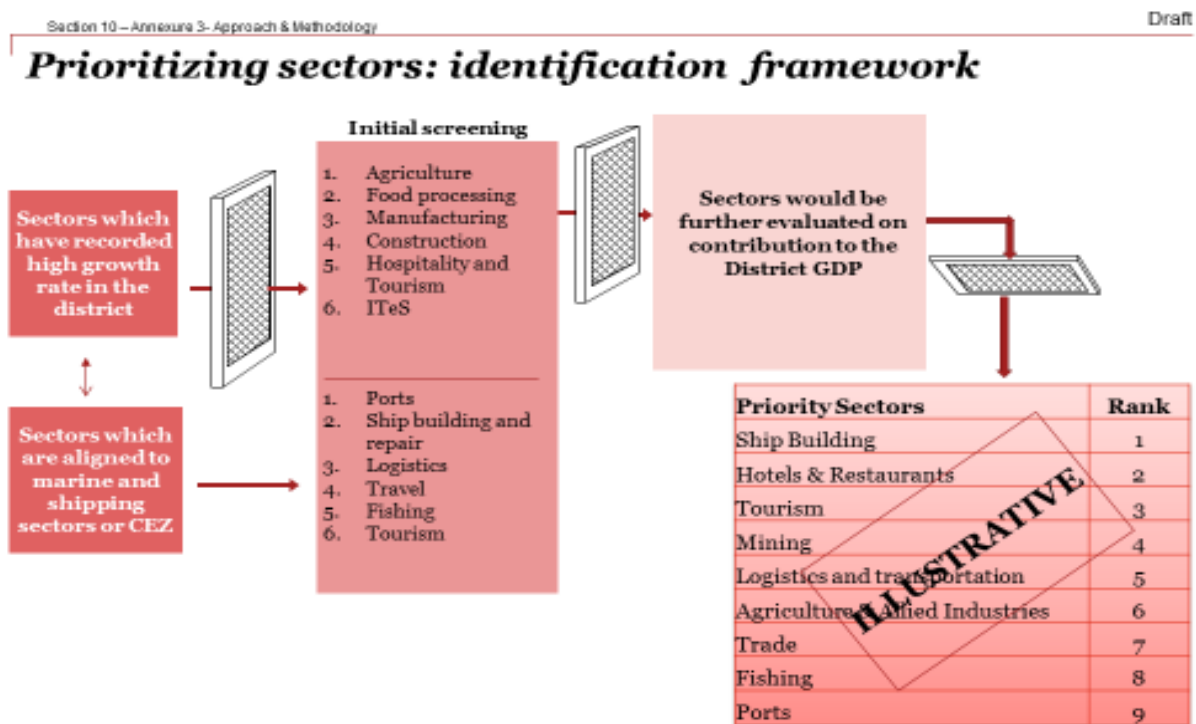 Section 10 – Annexure 3- Approach & Methodology
Draft
Prioritizing sectors: identification framework
Sectors which
have recorded
high growth
rate in the
district
Sectors which
are aligned to
marine and
shipping
sectors or CEZ
Initial screening
1. Agriculture
2. Food processing
3. Manufacturing
4. Construction
5. Hospitality and
Tourism
6. ITeS
1. Ports
2. Ship building and
repair
3. Logistics
4. Travel
5. Fishing
6. Tourism
Sectors would be
further evaluated on
contribution to the
District GDP
Priority Sectors Rank
Ship Building 1
Hotels & Restaurants 2
Tourism 3
Mining 4
Logistics and transportation 5
Agriculture & Allied Industries 6
Trade 7
Fishing 8
Ports 9
ILLUSTRATIVE